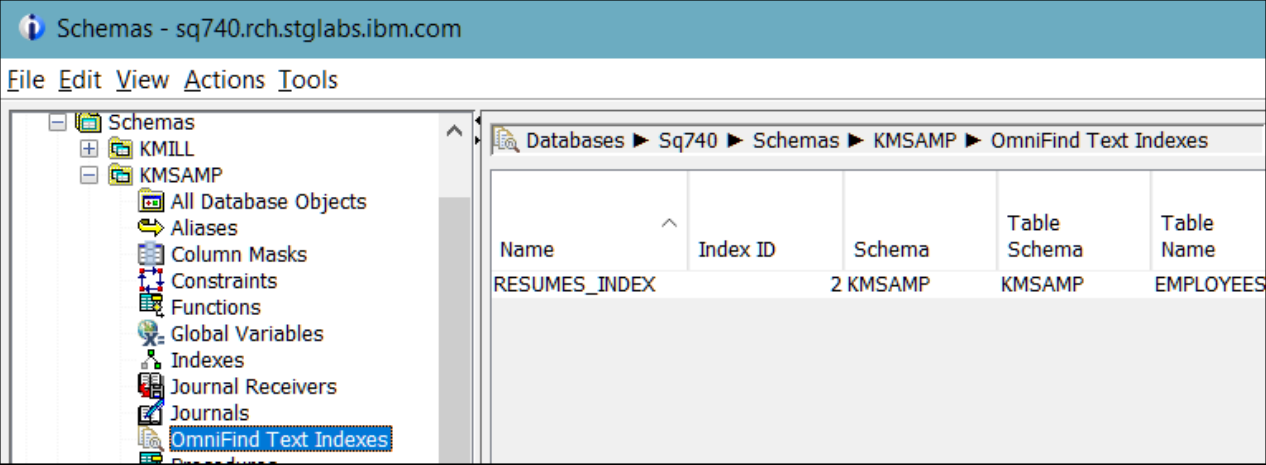 Schemas - sq740.rch.stglabs.ibm.com
File Edit View Actions Tools
Schemas
KMILL
KMSAMP
All Database Objects
Aliases
Column Masks
Constraints
Functions
Global Variables
Indexes
Journal Receivers
Journals
OmniFind Text Indexes
Procedures
Databases ► Sq740 ► Schemas ► KMSAMP ► OmniFind Text Indexes
Name Index ID Schema Table Schema Table Name
RESUMES_INDEX 2 KMSAMP KMSAMP EMPLOYEES